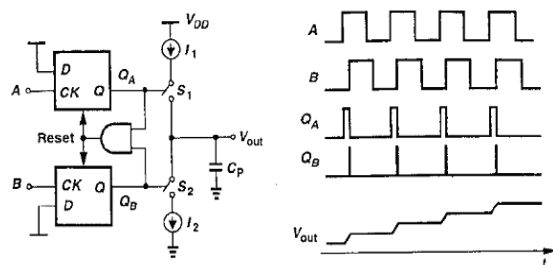 V_DD
I_1
D
Q_A
A
CK
Q
S_1
Reset
V_out
C_P
B
CK
Q
S_2
D
Q_B
I_2
A
B
Q_A
Q_B
V_out
t